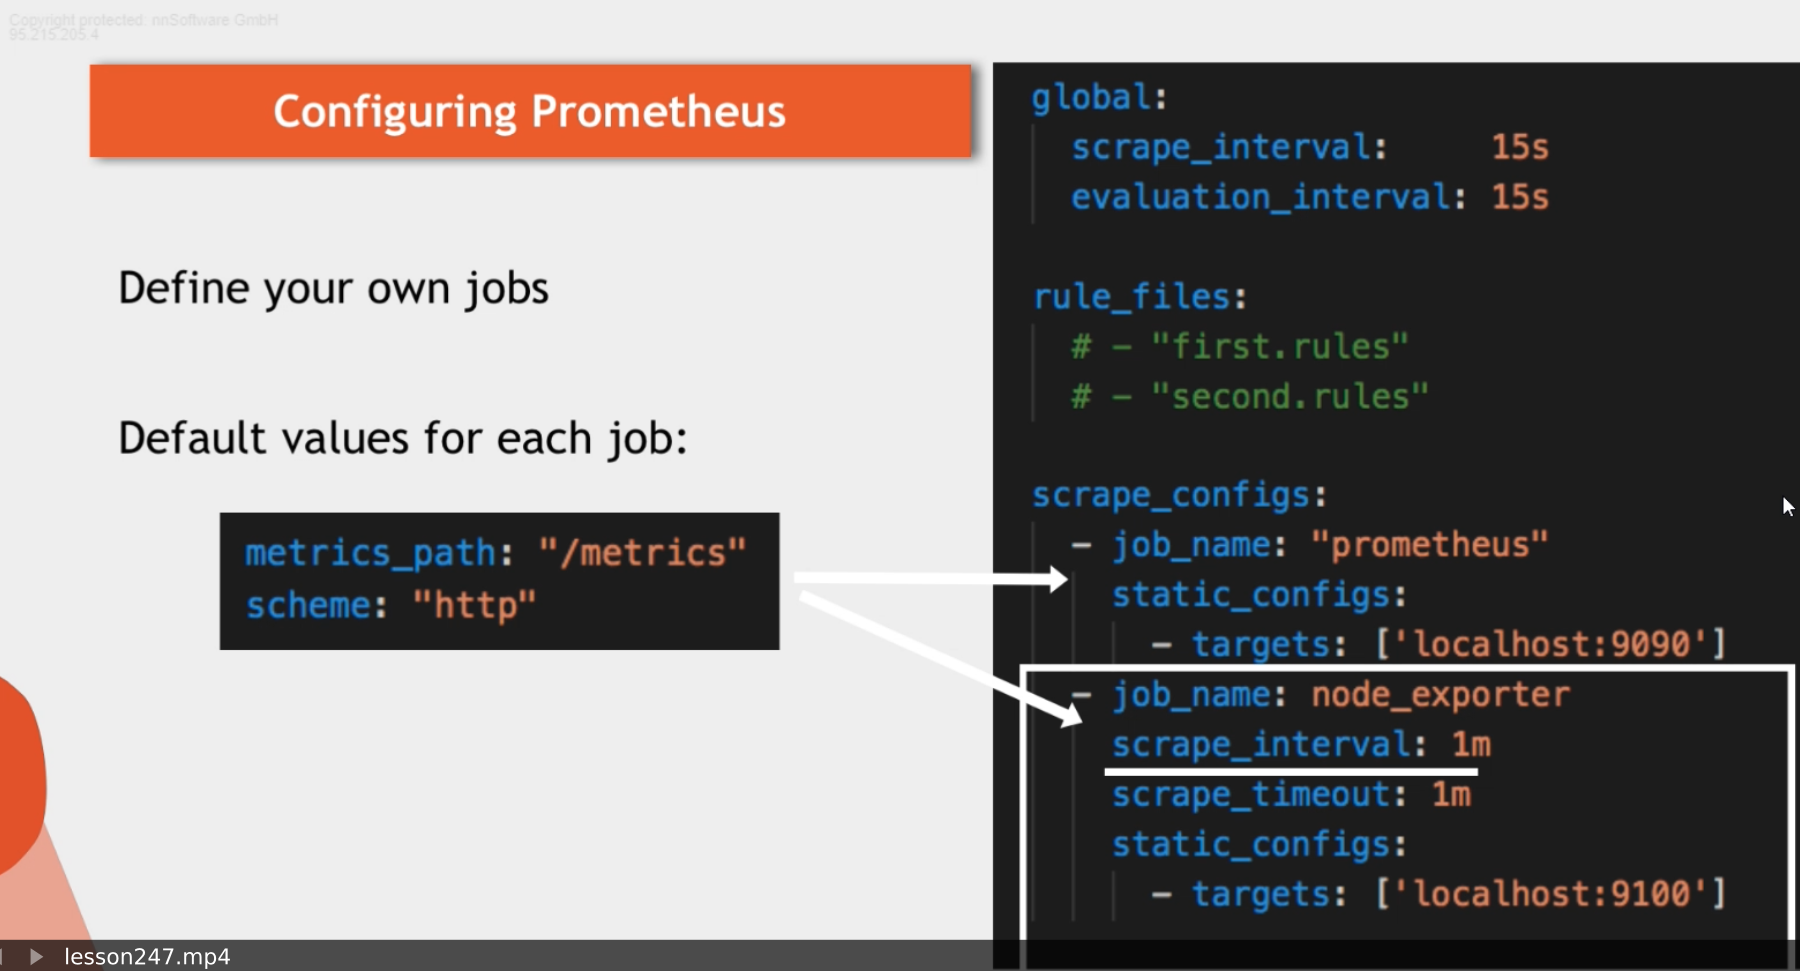 Copyright protected: nnSoftware GmbH
95.215.205.4
Configuring Prometheus
Define your own jobs
Default values for each job:
metrics_path: "/metrics"
scheme: "http"
global:
  scrape_interval:     15s
  evaluation_interval: 15s
rule_files:
  # - "first.rules"
  # - "second.rules"
scrape_configs:
  - job_name: "prometheus"
    static_configs:
      - targets: ['localhost:9090']
  - job_name: node_exporter
    scrape_interval: 1m
    scrape_timeout: 1m
    static_configs:
      - targets: ['localhost:9100']
lesson247.mp4